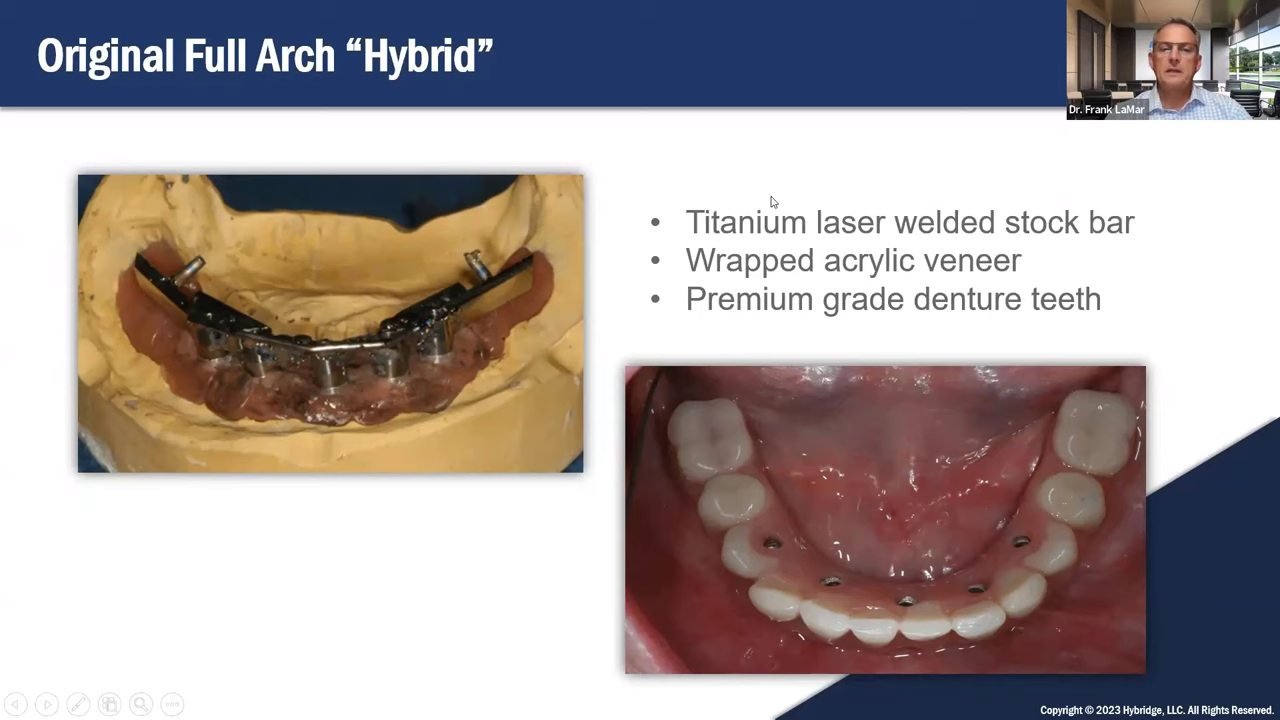 Original Full Arch “Hybrid”
Dr. Frank LaMar
• Titanium laser welded stock bar
• Wrapped acrylic veneer
• Premium grade denture teeth
Copyright © 2023 Hybridge, LLC. All Rights Reserved.